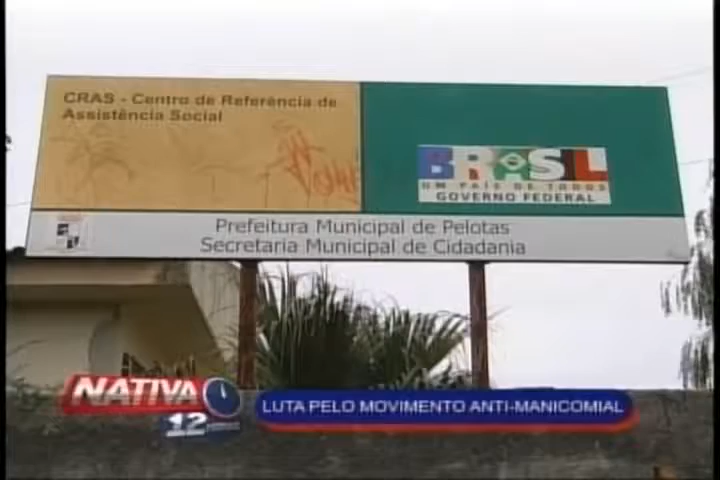 CRAS - Centro de Referência de
Assistência Social
BRASIL
UM PAÍS DE TODOS
GOVERNO FEDERAL
Prefeitura Municipal de Pelotas
Secretaria Municipal de Cidadania
NATIVA
12
LUTA PELO MOVIMENTO ANTI-MANICOMIAL